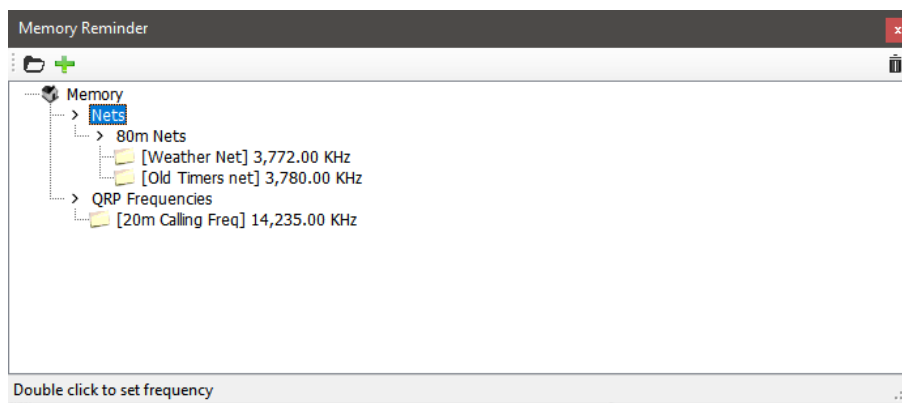 Memory Reminder
Memory
Nets
80m Nets
[Weather Net] 3,772.00 KHz
[Old Timers net] 3,780.00 KHz
QRP Frequencies
[20m Calling Freq] 14,235.00 KHz
Double click to set frequency